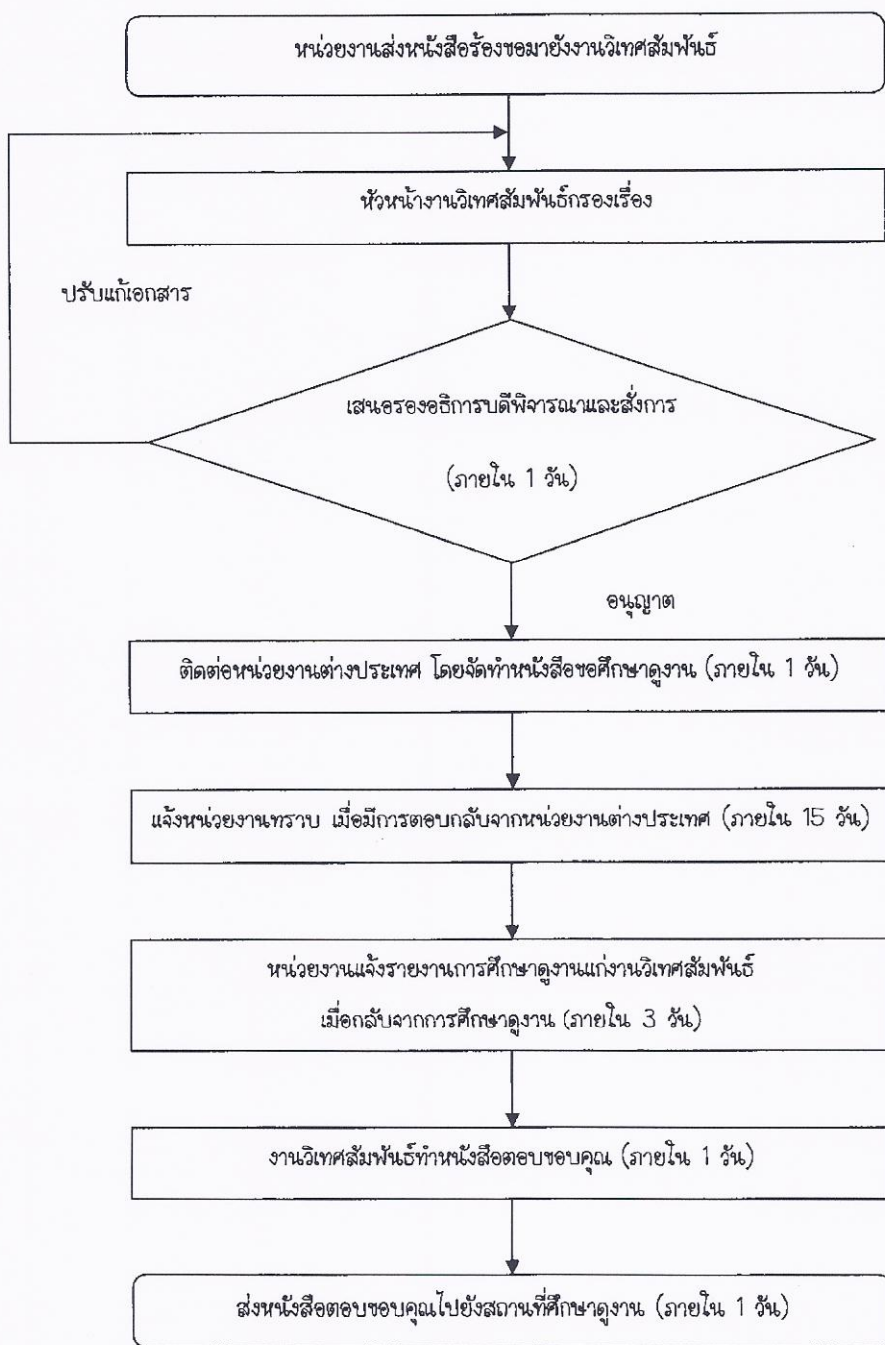 หน่วยงานส่งหนังสือร้องขอมายังงานวิเทศสัมพันธ์
หัวหน้างานวิเทศสัมพันธ์กรองเรื่อง
ปรับแก้เอกสาร
เสนอรองอธิการบดีพิจารณาและสั่งการ
(ภายใน 1 วัน)
อนุญาต
ติดต่อหน่วยงานต่างประเทศ โดยจัดทำหนังสือขอศึกษาดูงาน (ภายใน 1 วัน)
แจ้งหน่วยงานทราบ เมื่อมีการตอบกลับจากหน่วยงานต่างประเทศ (ภายใน 15 วัน)
หน่วยงานแจ้งรายงานการศึกษาดูงานแก่งานวิเทศสัมพันธ์
เมื่อกลับจากการศึกษาดูงาน (ภายใน 3 วัน)
งานวิเทศสัมพันธ์ทำหนังสือตอบขอบคุณ (ภายใน 1 วัน)
ส่งหนังสือตอบขอบคุณไปยังสถานที่ศึกษาดูงาน (ภายใน 1 วัน)